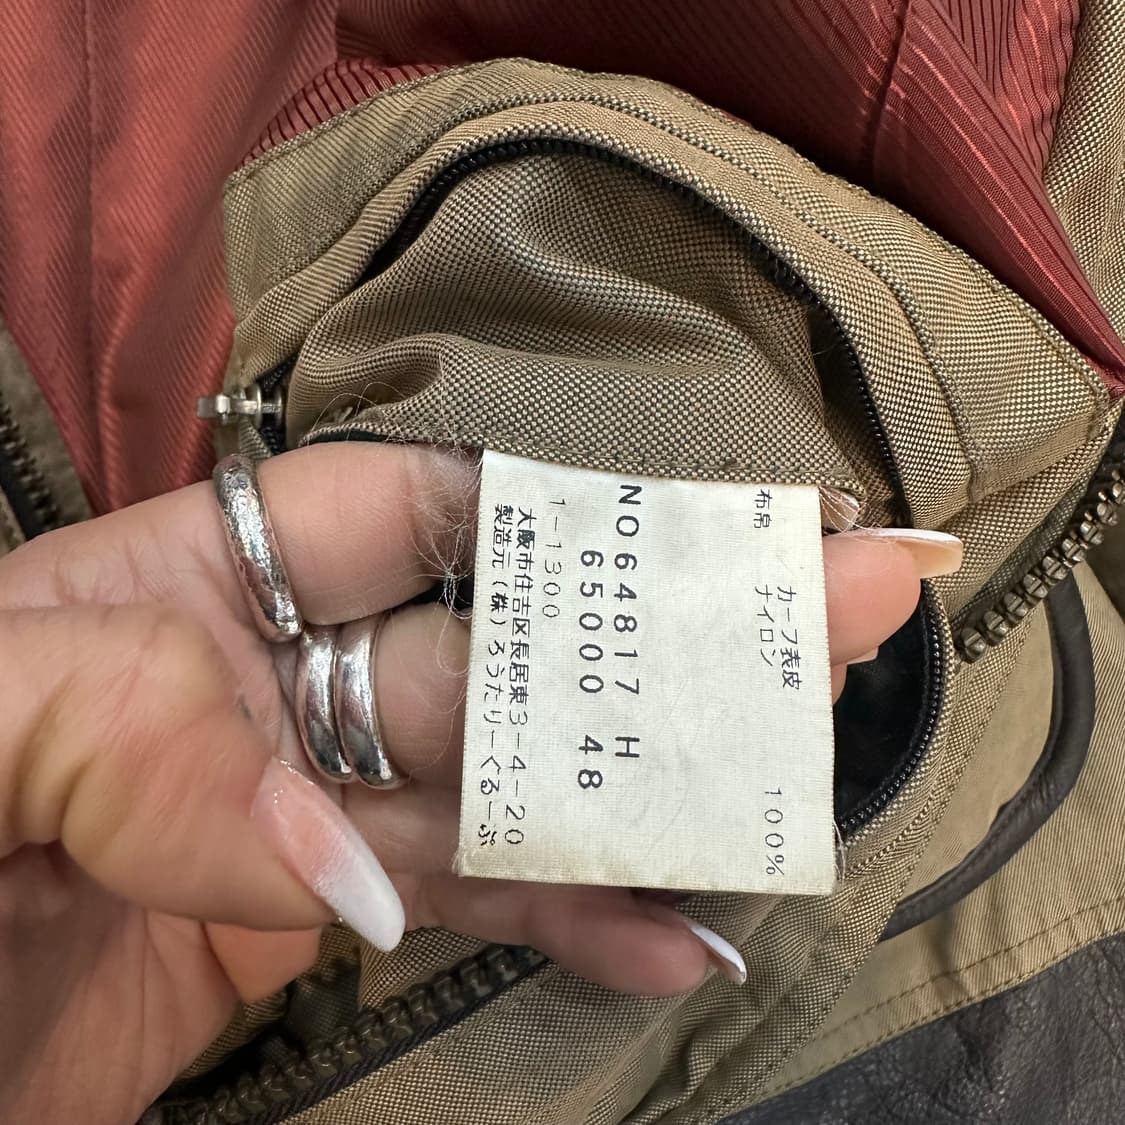 布帛
カーフ表皮
ナイロン 100%
NO64817 H
65000 48
1-1300
大阪市住吉区長居東3-4-20
製造元(株)ろうたりーぐるーぷ